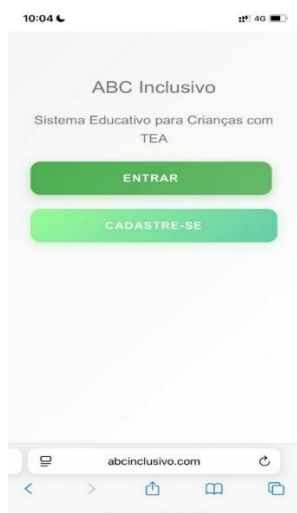 10:04
4G
ABC Inclusivo
Sistema Educativo para Crianças com
TEA
ENTRAR
CADASTRE-SE
abcinclusivo.com